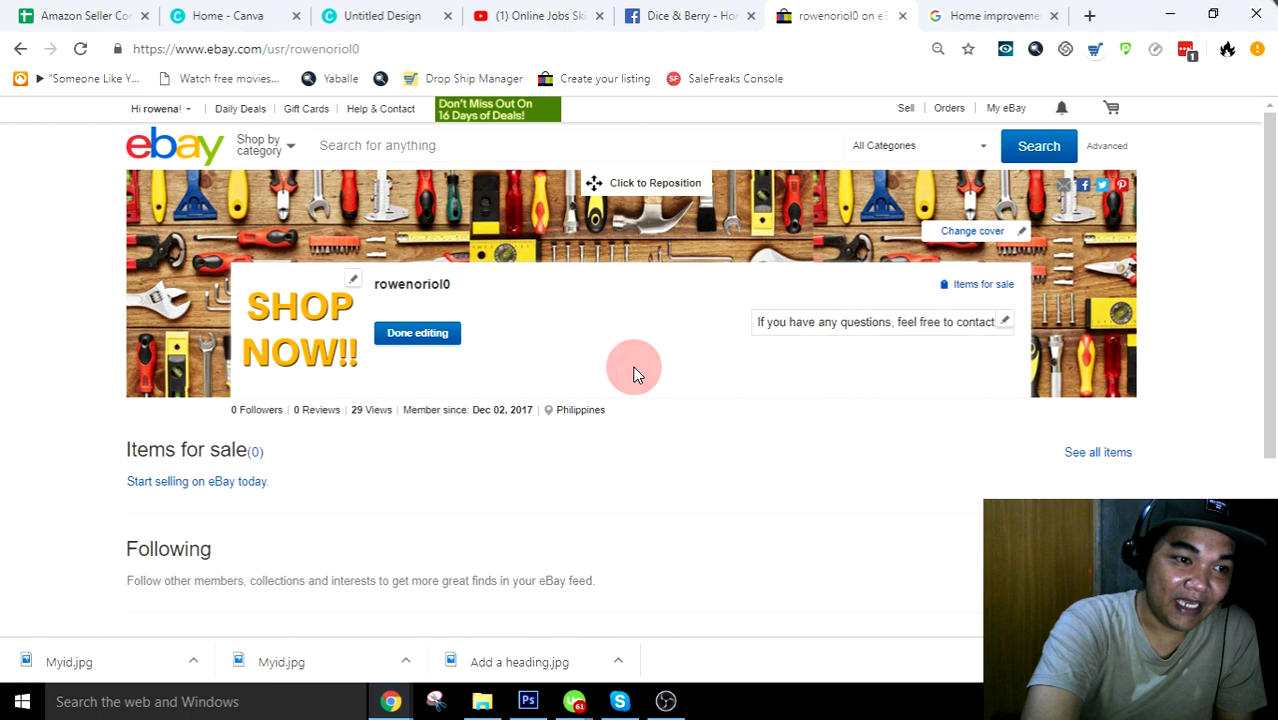 Amazon Seller Co
Home - Canva
Untitled Design
(1) Online Jobs Ski
Dice & Berry - Ho
rowenoriol0 on eB
Home improveme
https://www.ebay.com/usr/rowenoriol0
1
"Someone Like Y...
Watch free movies...
Yaballe
Drop Ship Manager
Create your listing
SF SaleFreaks Console
Hi rowena!
Daily Deals
Gift Cards
Help & Contact
Don't Miss Out On
16 Days of Deals!
Sell
Orders
My eBay
ebay
Shop by
category
Search for anything
All Categories
Search
Advanced
Click to Reposition
Change cover
SHOP
NOW!!
rowenoriol0
Done editing
Items for sale
If you have any questions, feel free to contact
0 Followers | 0 Reviews | 29 Views | Member since: Dec 02, 2017 | Philippines
Items for sale(0)
See all items
Start selling on eBay today.
Following
Follow other members, collections and interests to get more great finds in your eBay feed.
Myid.jpg
Myid.jpg
Add a heading.jpg
Search the web and Windows
Ps
61